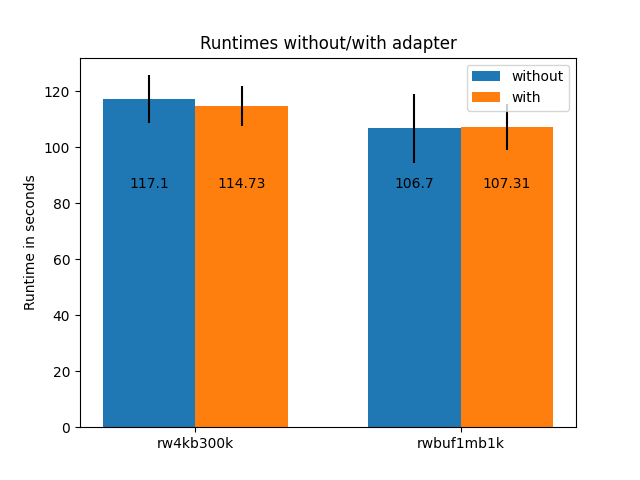 Runtimes without/with adapter
without
with
Runtime in seconds
120
100
80
60
40
20
0
117.1
114.73
106.7
107.31
rw4kb300k
rwbuf1mb1k